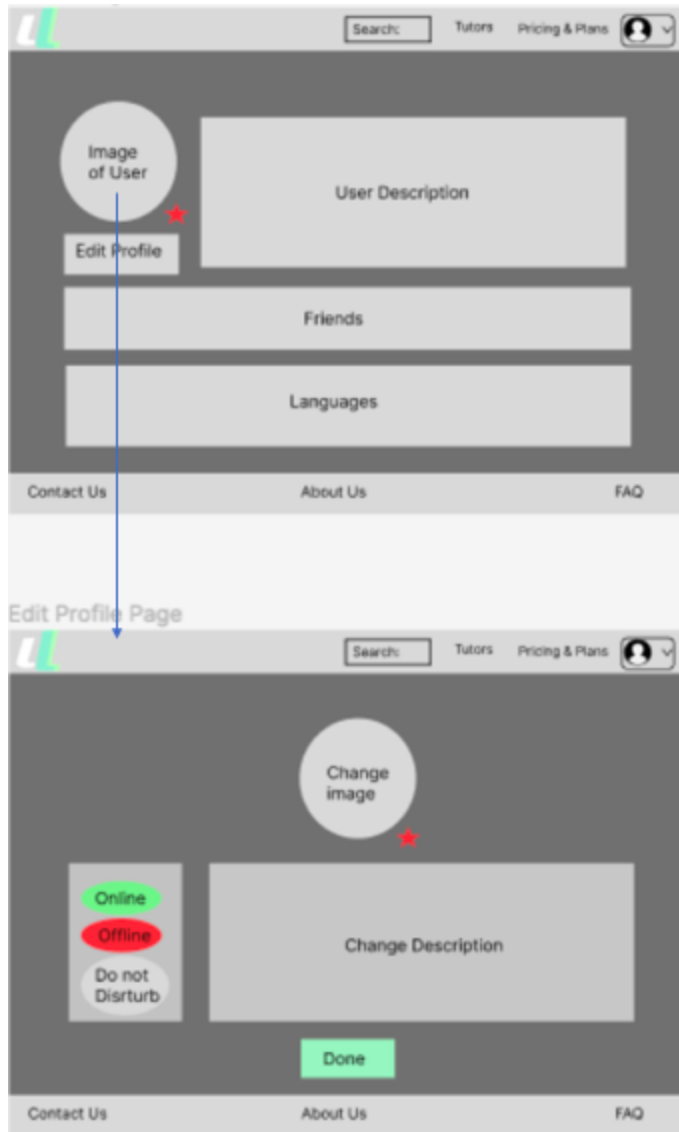 Search:
Tutors
Pricing & Plans
Image
of User
User Description
Edit Profile
Friends
Languages
Contact Us
About Us
FAQ
Edit Profile Page
Search:
Tutors
Pricing & Plans
Change
image
Online
Offline
Do not
Disrturb
Change Description
Done
Contact Us
About Us
FAQ